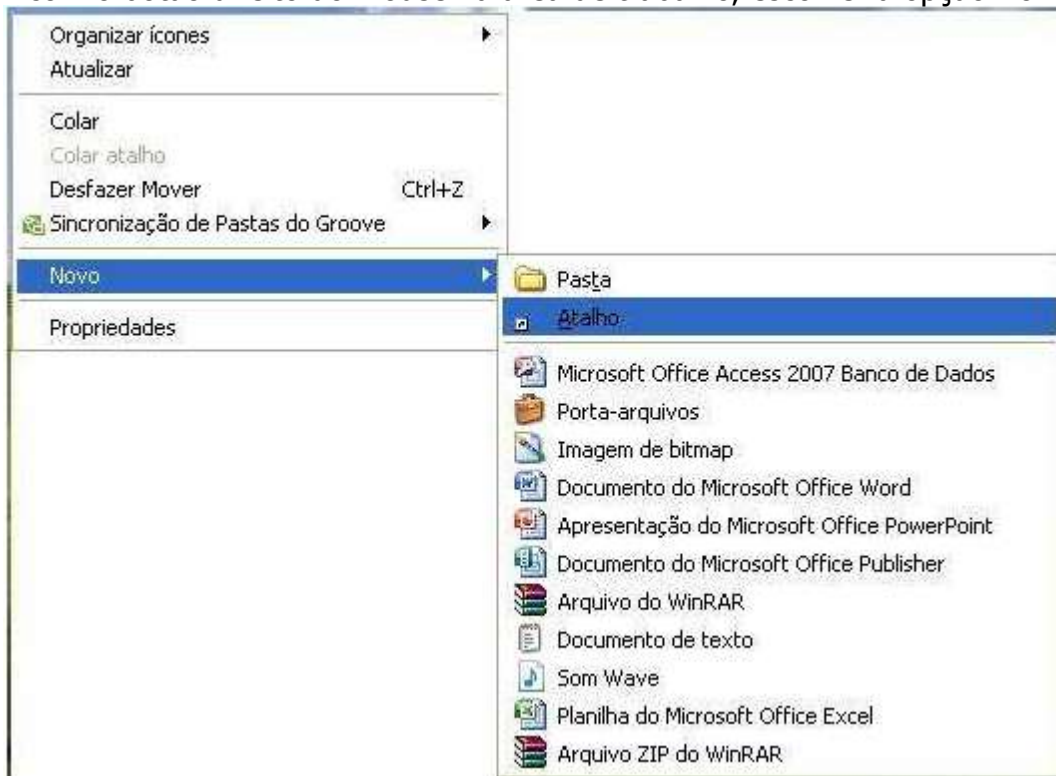 Organizar ícones
Atualizar
Colar
Colar atalho
Desfazer Mover Ctrl+Z
Sincronização de Pastas do Groove
Novo
Propriedades
Pasta
Atalho
Microsoft Office Access 2007 Banco de Dados
Porta-arquivos
Imagem de bitmap
Documento do Microsoft Office Word
Apresentação do Microsoft Office PowerPoint
Documento do Microsoft Office Publisher
Arquivo do WinRAR
Documento de texto
Som Wave
Planilha do Microsoft Office Excel
Arquivo ZIP do WinRAR